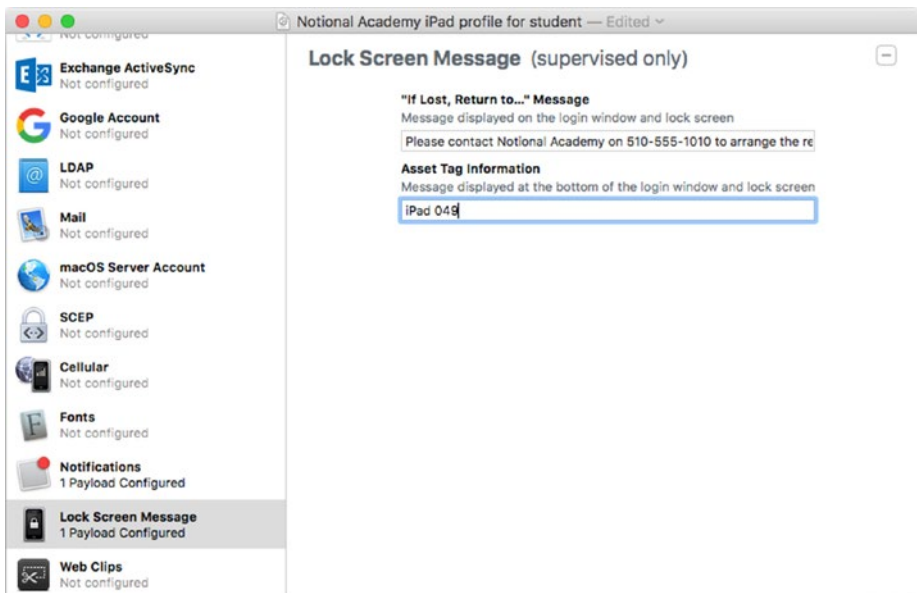 Notional Academy iPad profile for student — Edited
Not configured
Exchange ActiveSync
Not configured
Google Account
Not configured
LDAP
Not configured
Mail
Not configured
macOS Server Account
Not configured
SCEP
Not configured
Cellular
Not configured
Fonts
Not configured
Notifications
1 Payload Configured
Lock Screen Message
1 Payload Configured
Web Clips
Not configured
Lock Screen Message (supervised only)
"If Lost, Return to..." Message
Message displayed on the login window and lock screen
Please contact Notional Academy on 510-555-1010 to arrange the re
Asset Tag Information
Message displayed at the bottom of the login window and lock screen
iPad 049